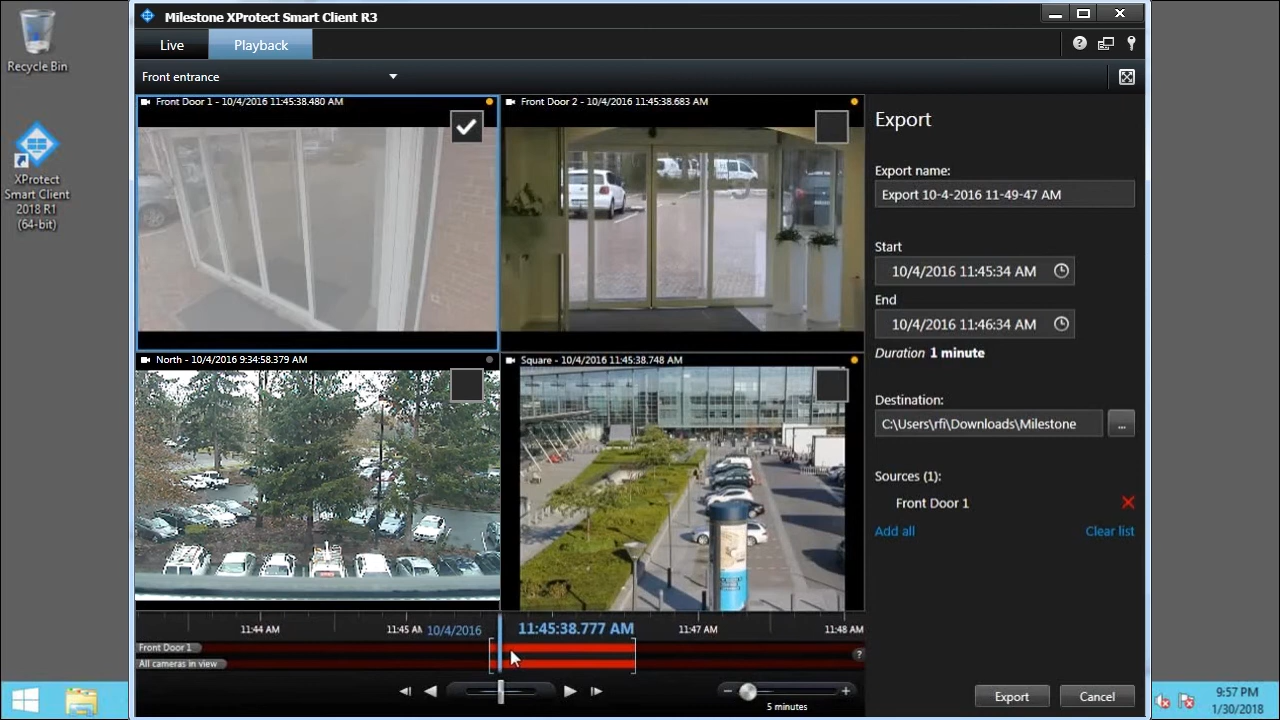 Recycle Bin
XProtect
Smart Client
2018 R1
(64-bit)
Milestone XProtect Smart Client R3
Live
Playback
Front entrance
Front Door 1 - 10/4/2016 11:45:38.480 AM
Front Door 2 - 10/4/2016 11:45:38.683 AM
North - 10/4/2016 9:34:58.379 AM
Square - 10/4/2016 11:45:38.748 AM
Export
Export name:
Export 10-4-2016 11-49-47 AM
Start
10/4/2016 11:45:34 AM
End
10/4/2016 11:46:34 AM
Duration 1 minute
Destination:
C:\Users\rfi\Downloads\Milestone
...
Sources (1):
Front Door 1
Add all
Clear list
11:44 AM
11:45 AM
10/4/2016
11:45:38.777 AM
11:47 AM
11:48 AM
Front Door 1
All cameras in view
?
5 minutes
Export
Cancel
9:57 PM
1/30/2018